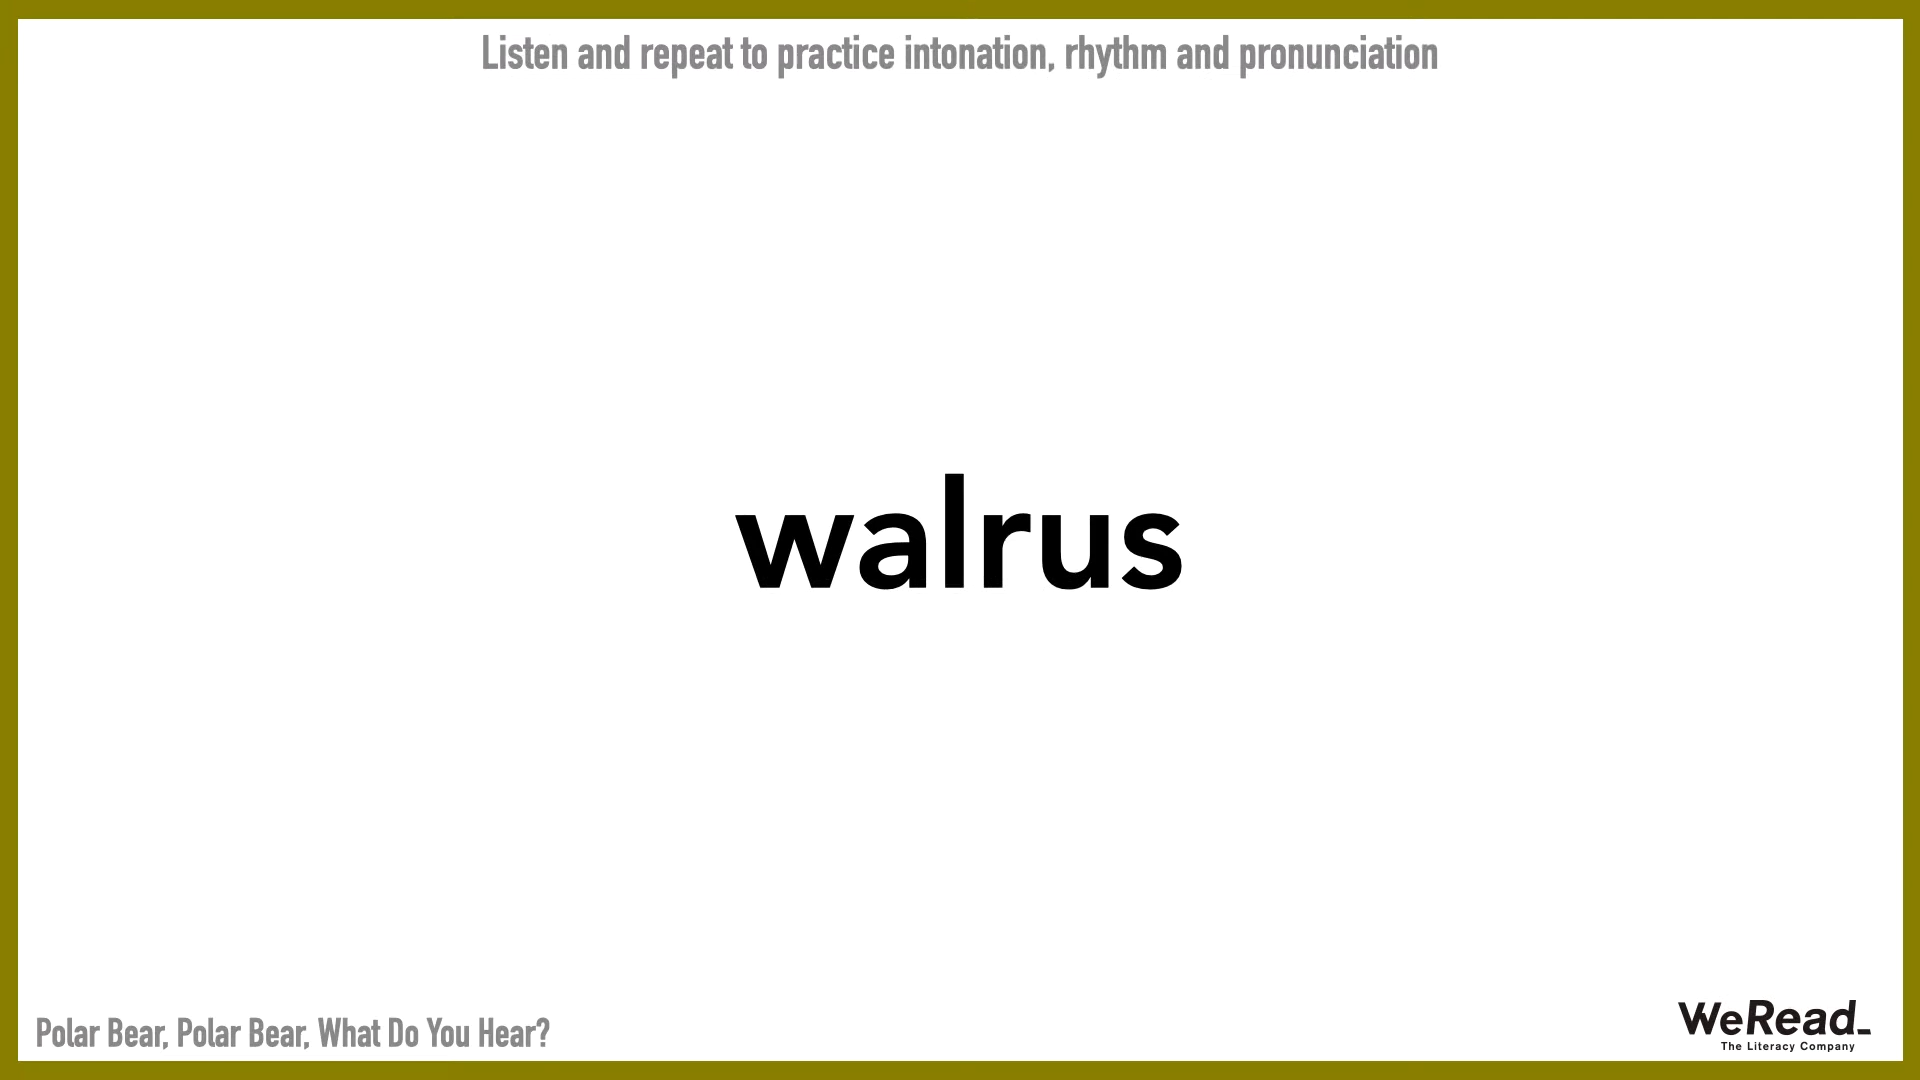 Listen and repeat to practice intonation, rhythm and pronunciation
walrus
Polar Bear, Polar Bear, What Do You Hear?
WeRead_
The Literacy Company